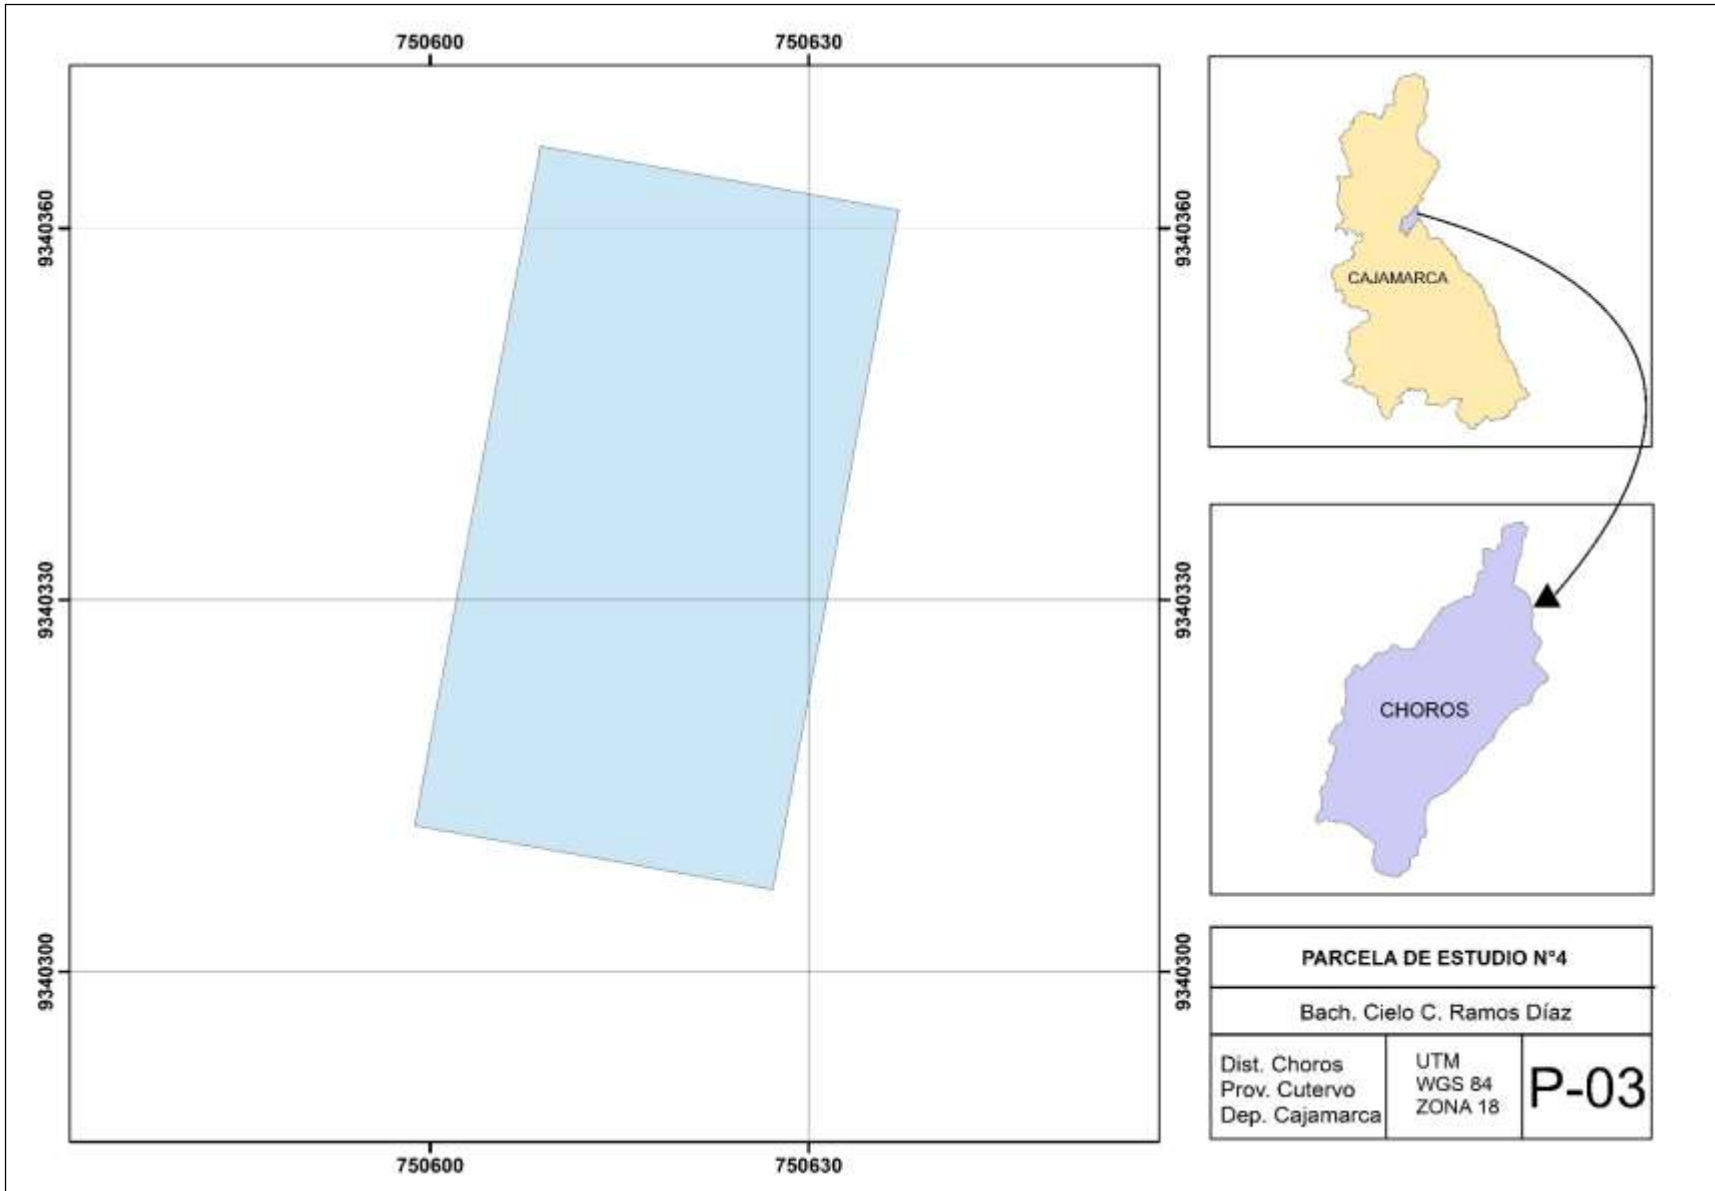 750600
750630
9340360
9340360
9340330
9340330
9340300
9340300
750600
750630
CAJAMARCA
CHOROS
PARCELA DE ESTUDIO N°4
Bach. Cielo C. Ramos Díaz
Dist. Choros
Prov. Cutervo
Dep. Cajamarca
UTM
WGS 84
ZONA 18
P-03